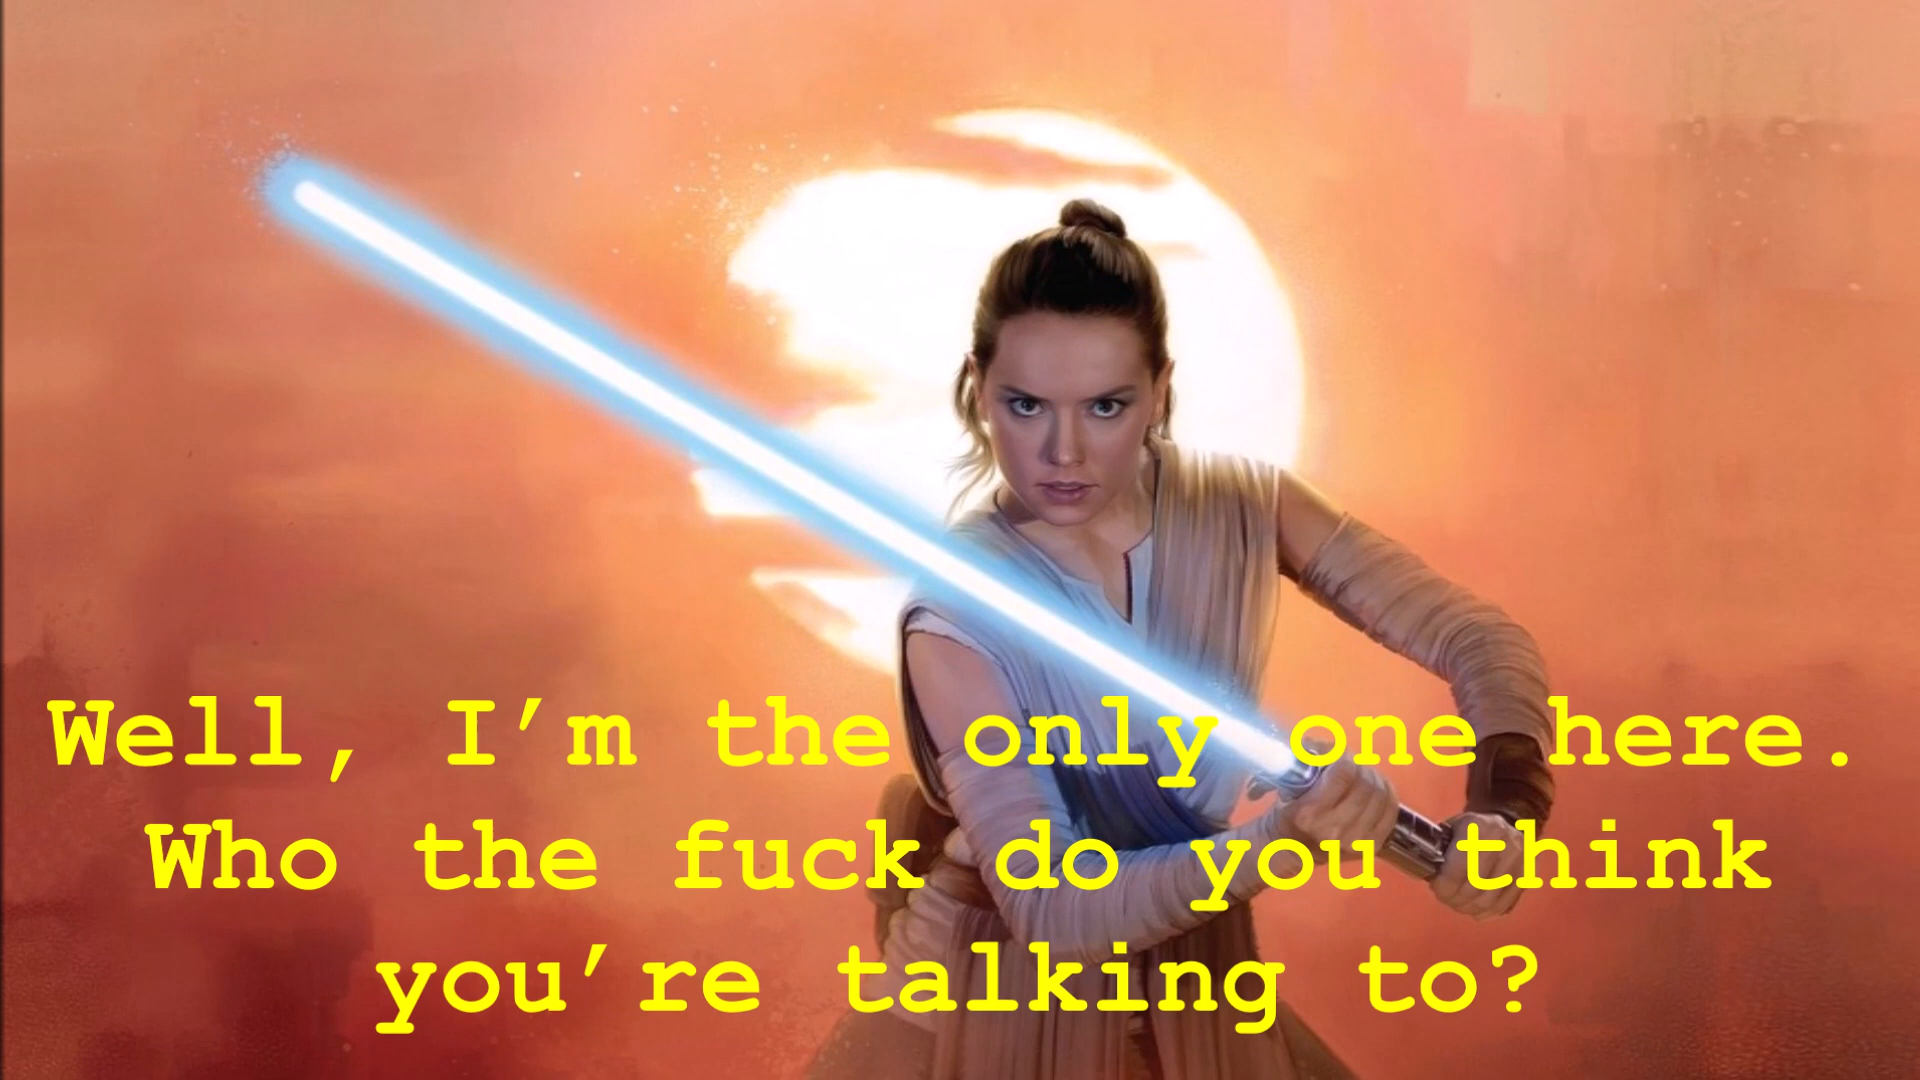 Well, I’m the only one here.
Who the fuck do you think
you’re talking to?